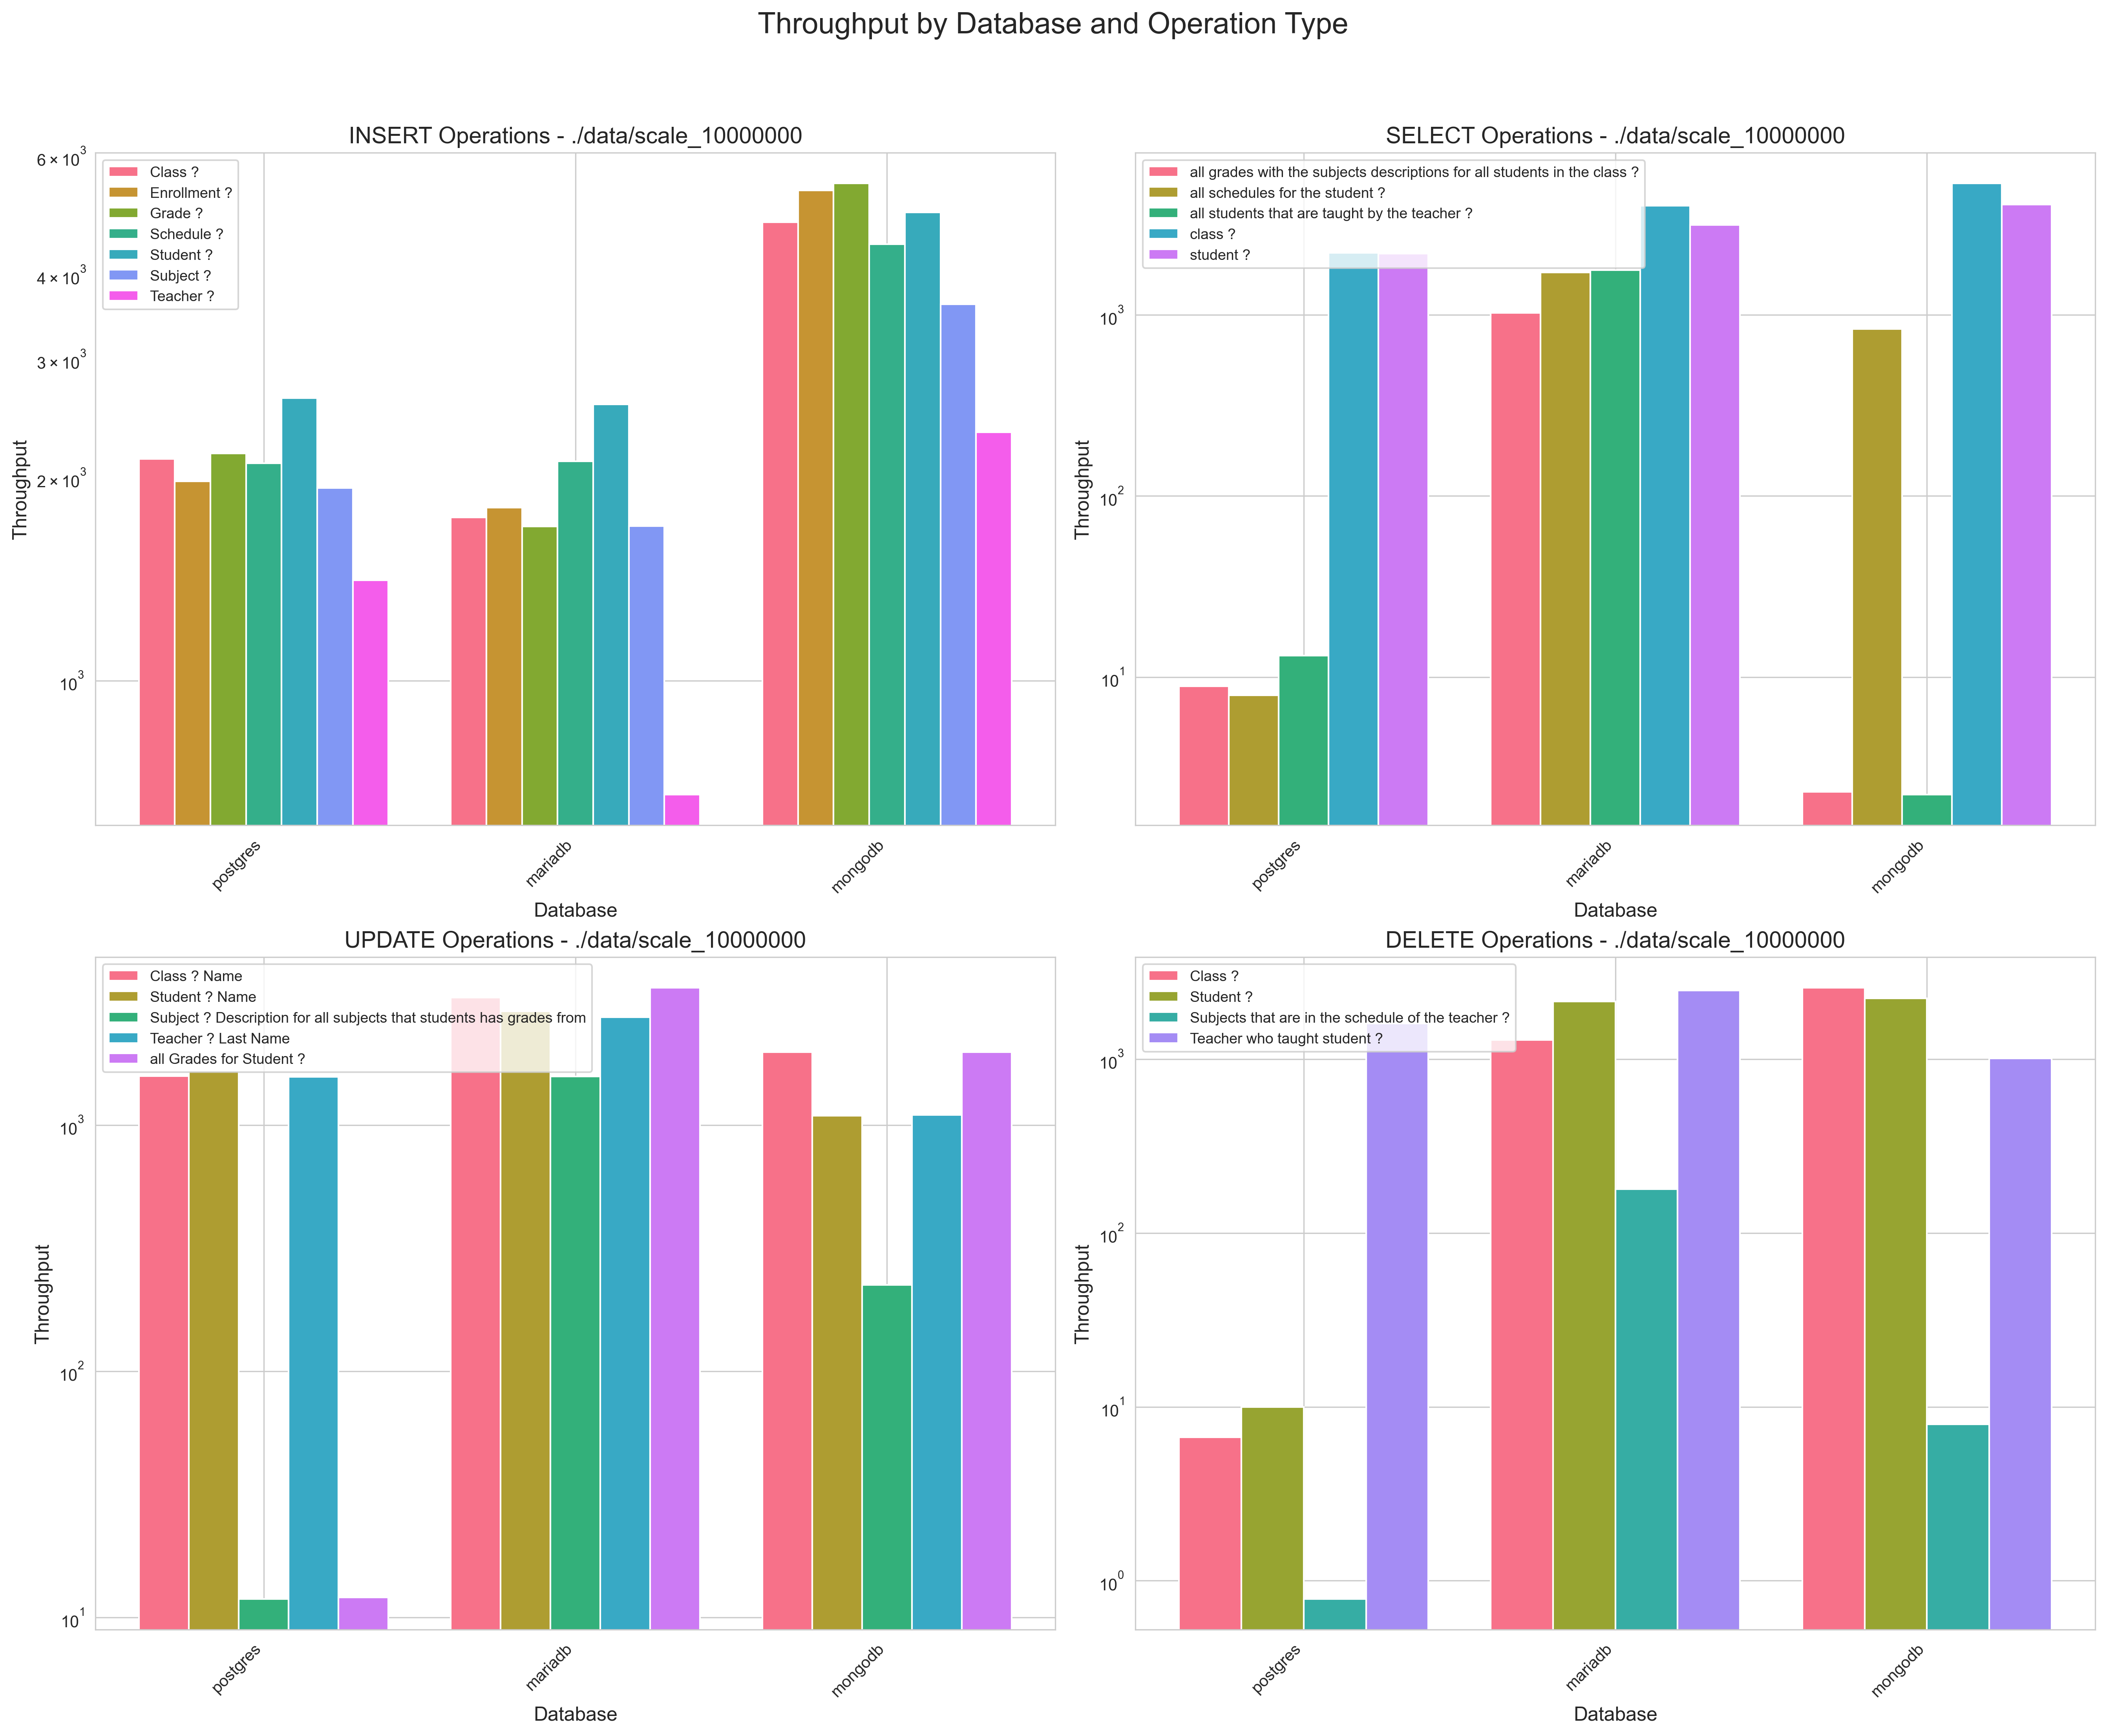 Throughput by Database and Operation Type
INSERT Operations - ./data/scale_10000000
Class ?
Enrollment ?
Grade ?
Schedule ?
Student ?
Subject ?
Teacher ?
6 × 10³
4 × 10³
3 × 10³
2 × 10³
10³
Throughput
postgres
mariadb
mongodb
Database
SELECT Operations - ./data/scale_10000000
all grades with the subjects descriptions for all students in the class ?
all schedules for the student ?
all students that are taught by the teacher ?
class ?
student ?
10³
10²
10¹
Throughput
postgres
mariadb
mongodb
Database
UPDATE Operations - ./data/scale_10000000
Class ? Name
Student ? Name
Subject ? Description for all subjects that students has grades from
Teacher ? Last Name
all Grades for Student ?
10³
10²
10¹
Throughput
postgres
mariadb
mongodb
Database
DELETE Operations - ./data/scale_10000000
Class ?
Student ?
Subjects that are in the schedule of the teacher ?
Teacher who taught student ?
10³
10²
10¹
10⁰
Throughput
postgres
mariadb
mongodb
Database